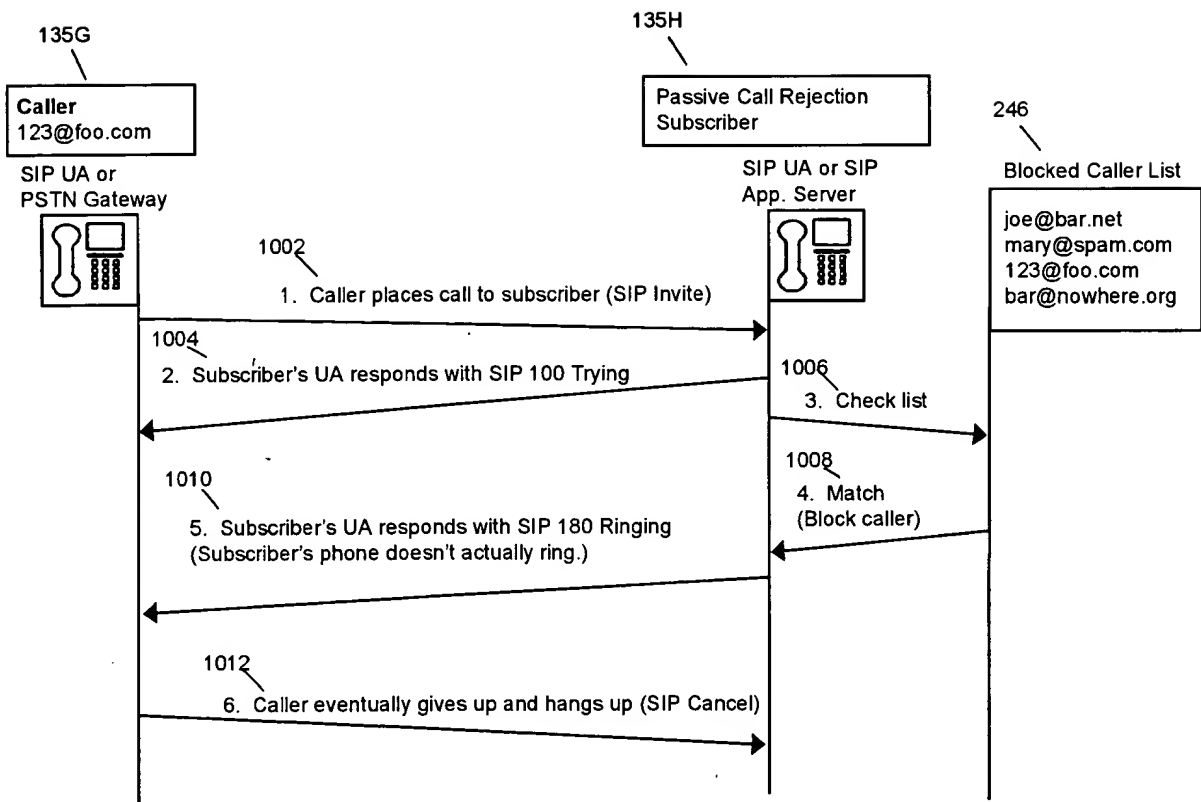 135G
135H
Caller
123@foo.com
Passive Call Rejection
Subscriber
246
SIP UA or
PSTN Gateway
SIP UA or SIP
App. Server
Blocked Caller List
joe@bar.net
mary@spam.com
123@foo.com
bar@nowhere.org
1002
1. Caller places call to subscriber (SIP Invite)
1004
2. Subscriber's UA responds with SIP 100 Trying
1006
3. Check list
1008
4. Match
(Block caller)
1010
5. Subscriber's UA responds with SIP 180 Ringing
(Subscriber's phone doesn't actually ring.)
1012
6. Caller eventually gives up and hangs up (SIP Cancel)